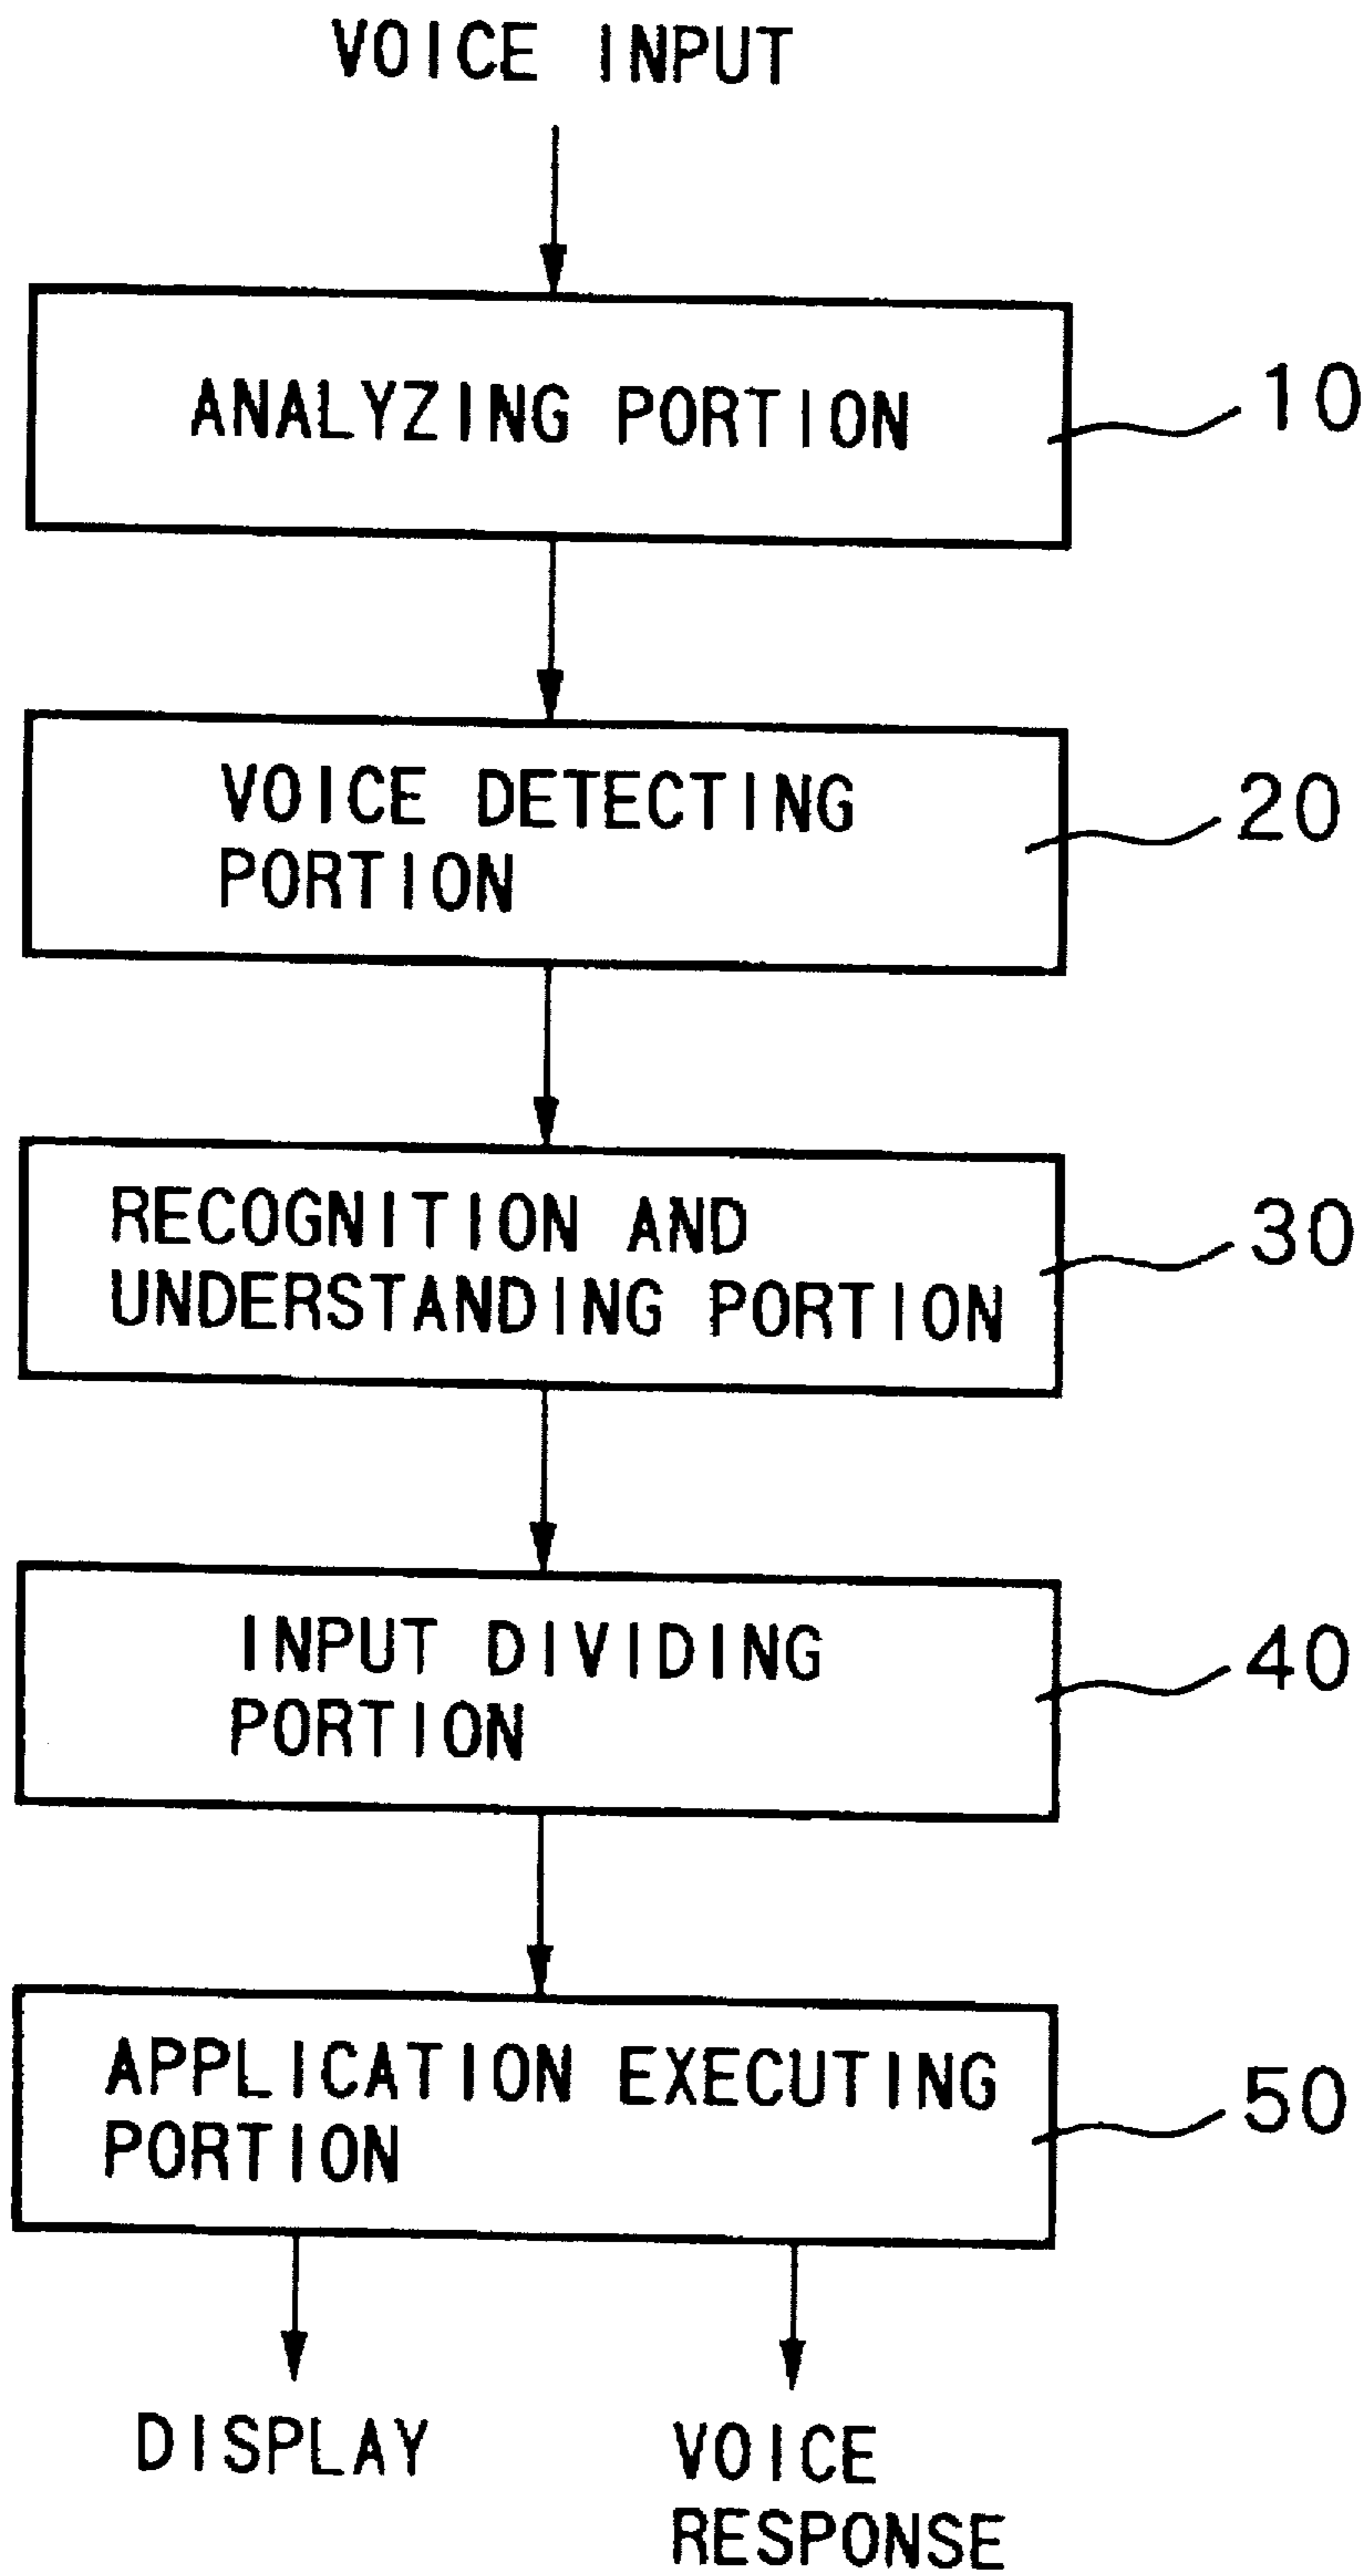 VOICE INPUT
ANALYZING PORTION
10
VOICE DETECTING
PORTION
20
RECOGNITION AND
UNDERSTANDING PORTION
30
INPUT DIVIDING
PORTION
40
APPLICATION EXECUTING
PORTION
50
DISPLAY
VOICE
RESPONSE